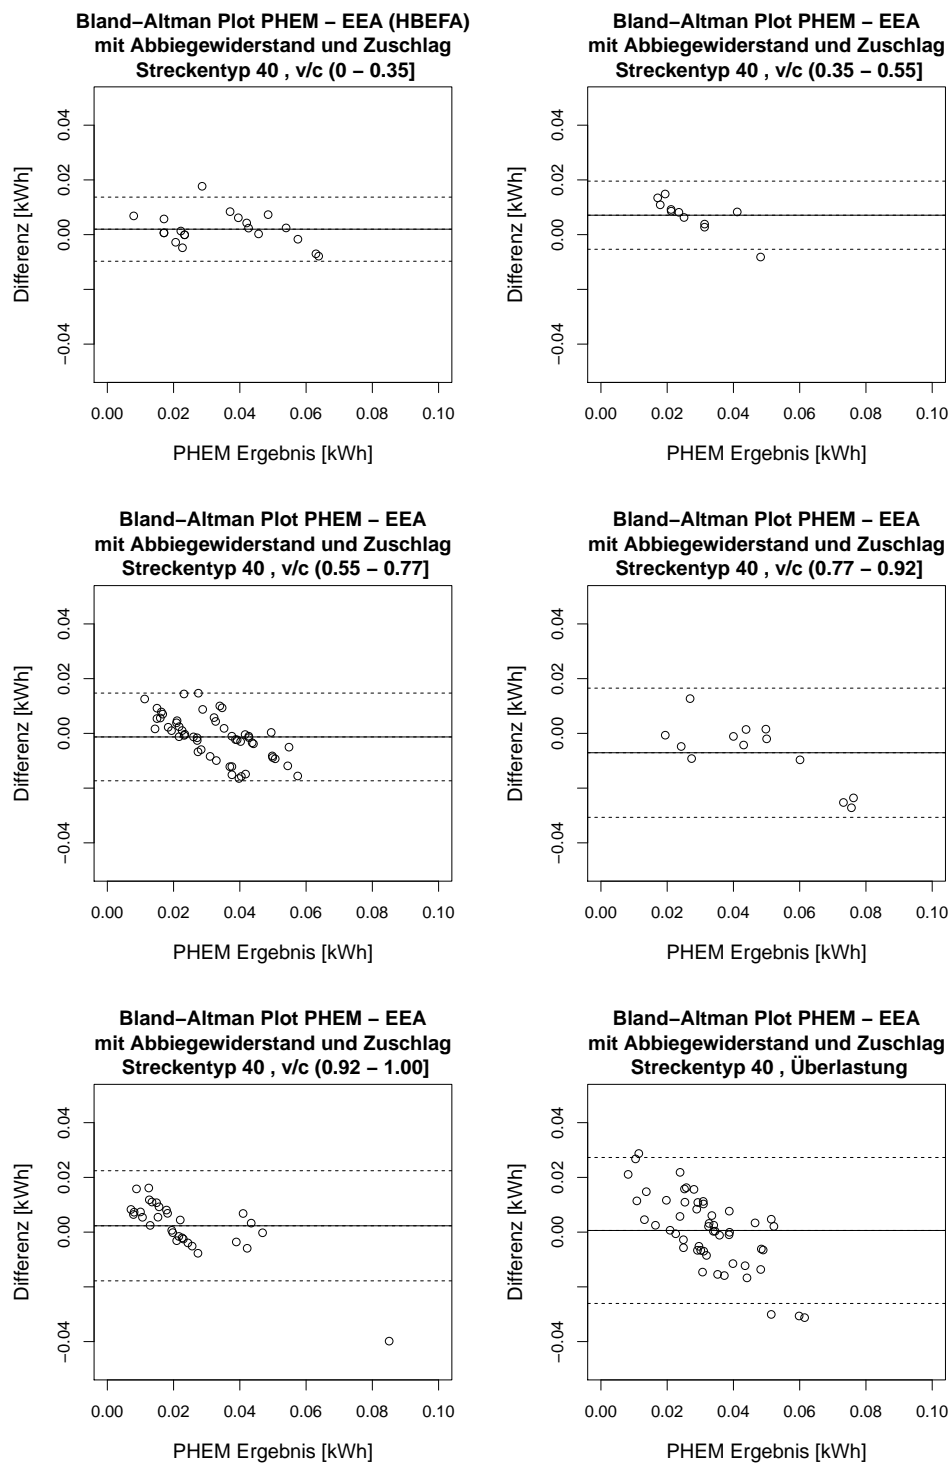 Bland−Altman Plot PHEM − EEA (HBEFA)
mit Abbiegewiderstand und Zuschlag
Streckentyp 40 , v/c (0 − 0.35]
Differenz [kWh]
0.04
0.02
0.00
−0.04
0.00 0.02 0.04 0.06 0.08 0.10
PHEM Ergebnis [kWh]
Bland−Altman Plot PHEM − EEA
mit Abbiegewiderstand und Zuschlag
Streckentyp 40 , v/c (0.35 − 0.55]
Differenz [kWh]
0.04
0.02
0.00
−0.04
0.00 0.02 0.04 0.06 0.08 0.10
PHEM Ergebnis [kWh]
Bland−Altman Plot PHEM − EEA
mit Abbiegewiderstand und Zuschlag
Streckentyp 40 , v/c (0.55 − 0.77]
Differenz [kWh]
0.04
0.02
0.00
−0.04
0.00 0.02 0.04 0.06 0.08 0.10
PHEM Ergebnis [kWh]
Bland−Altman Plot PHEM − EEA
mit Abbiegewiderstand und Zuschlag
Streckentyp 40 , v/c (0.77 − 0.92]
Differenz [kWh]
0.04
0.02
0.00
−0.04
0.00 0.02 0.04 0.06 0.08 0.10
PHEM Ergebnis [kWh]
Bland−Altman Plot PHEM − EEA
mit Abbiegewiderstand und Zuschlag
Streckentyp 40 , v/c (0.92 − 1.00]
Differenz [kWh]
0.04
0.02
0.00
−0.04
0.00 0.02 0.04 0.06 0.08 0.10
PHEM Ergebnis [kWh]
Bland−Altman Plot PHEM − EEA
mit Abbiegewiderstand und Zuschlag
Streckentyp 40 , Überlastung
Differenz [kWh]
0.04
0.02
0.00
−0.04
0.00 0.02 0.04 0.06 0.08 0.10
PHEM Ergebnis [kWh]